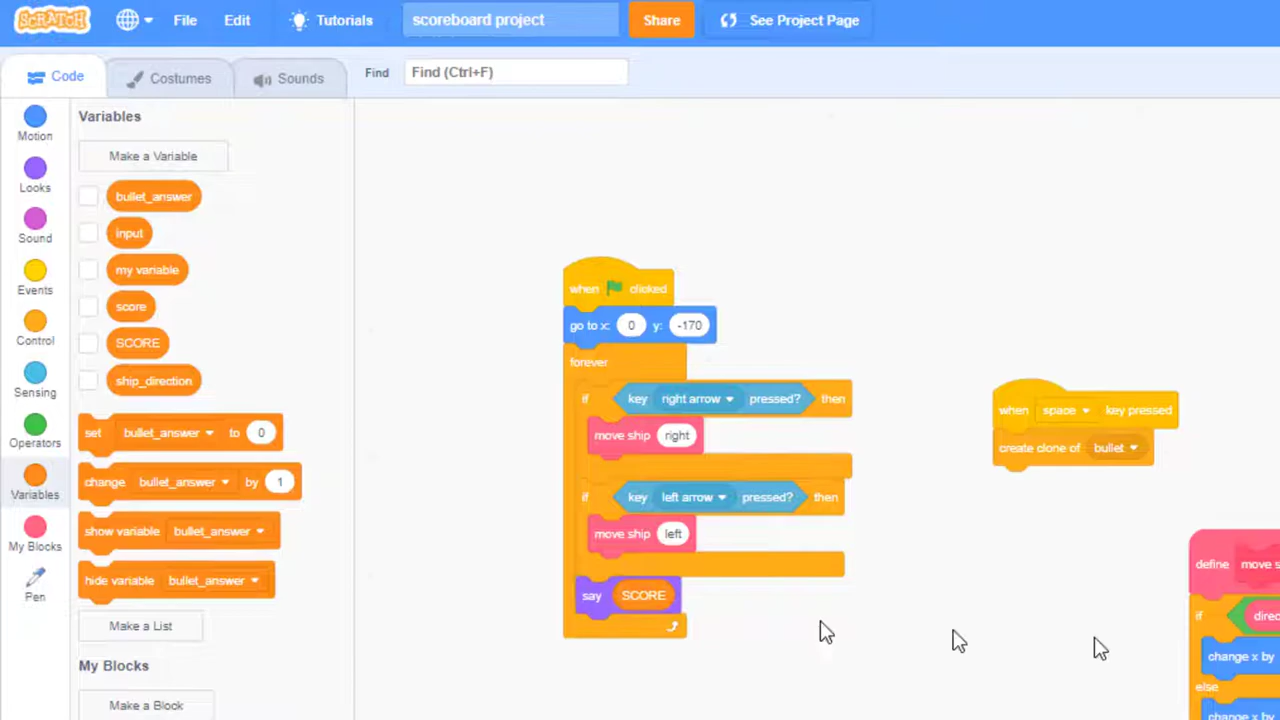 SCRATCH File Edit Tutorials scoreboard project Share See Project Page
Code Costumes Sounds Find Find (Ctrl+F)
Motion
Looks
Sound
Events
Control
Sensing
Operators
Variables
My Blocks
Pen
Variables
Make a Variable
bullet_answer
input
my variable
score
SCORE
ship_direction
set bullet_answer to 0
change bullet_answer by 1
show variable bullet_answer
hide variable bullet_answer
Make a List
My Blocks
Make a Block
when clicked
go to x: 0 y: -170
forever
if key right arrow pressed? then
move ship right
if key left arrow pressed? then
move ship left
say SCORE
when space key pressed
create clone of bullet
define move s
if direc
change x by
else
change x by